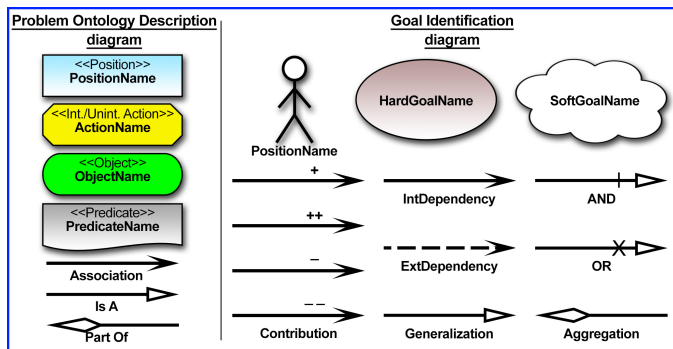 Problem Ontology Description
diagram
<<Position>>
PositionName
<<Int./Unint. Action>>
ActionName
<<Object>>
ObjectName
<<Predicate>>
PredicateName
Association
Is A
Part Of
Goal Identification
diagram
PositionName
HardGoalName
SoftGoalName
+
IntDependency
AND
++
−
ExtDependency
OR
− −
Contribution
Generalization
Aggregation